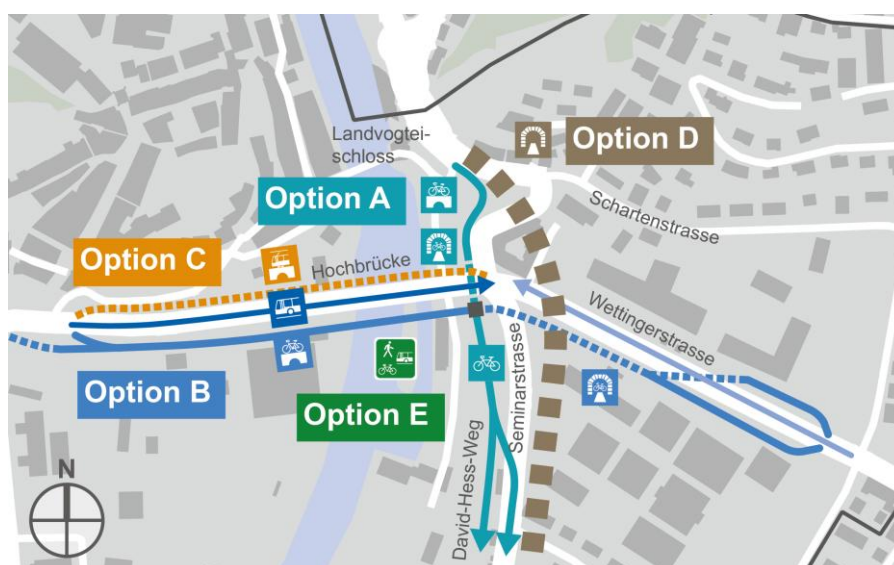 Landvogtei-
schloss
Option D
Option A
Schartenstrasse
Option C
Hochbrücke
Wettingerstrasse
Option B
Option E
Seminarstrasse
David-Hess-Weg
N